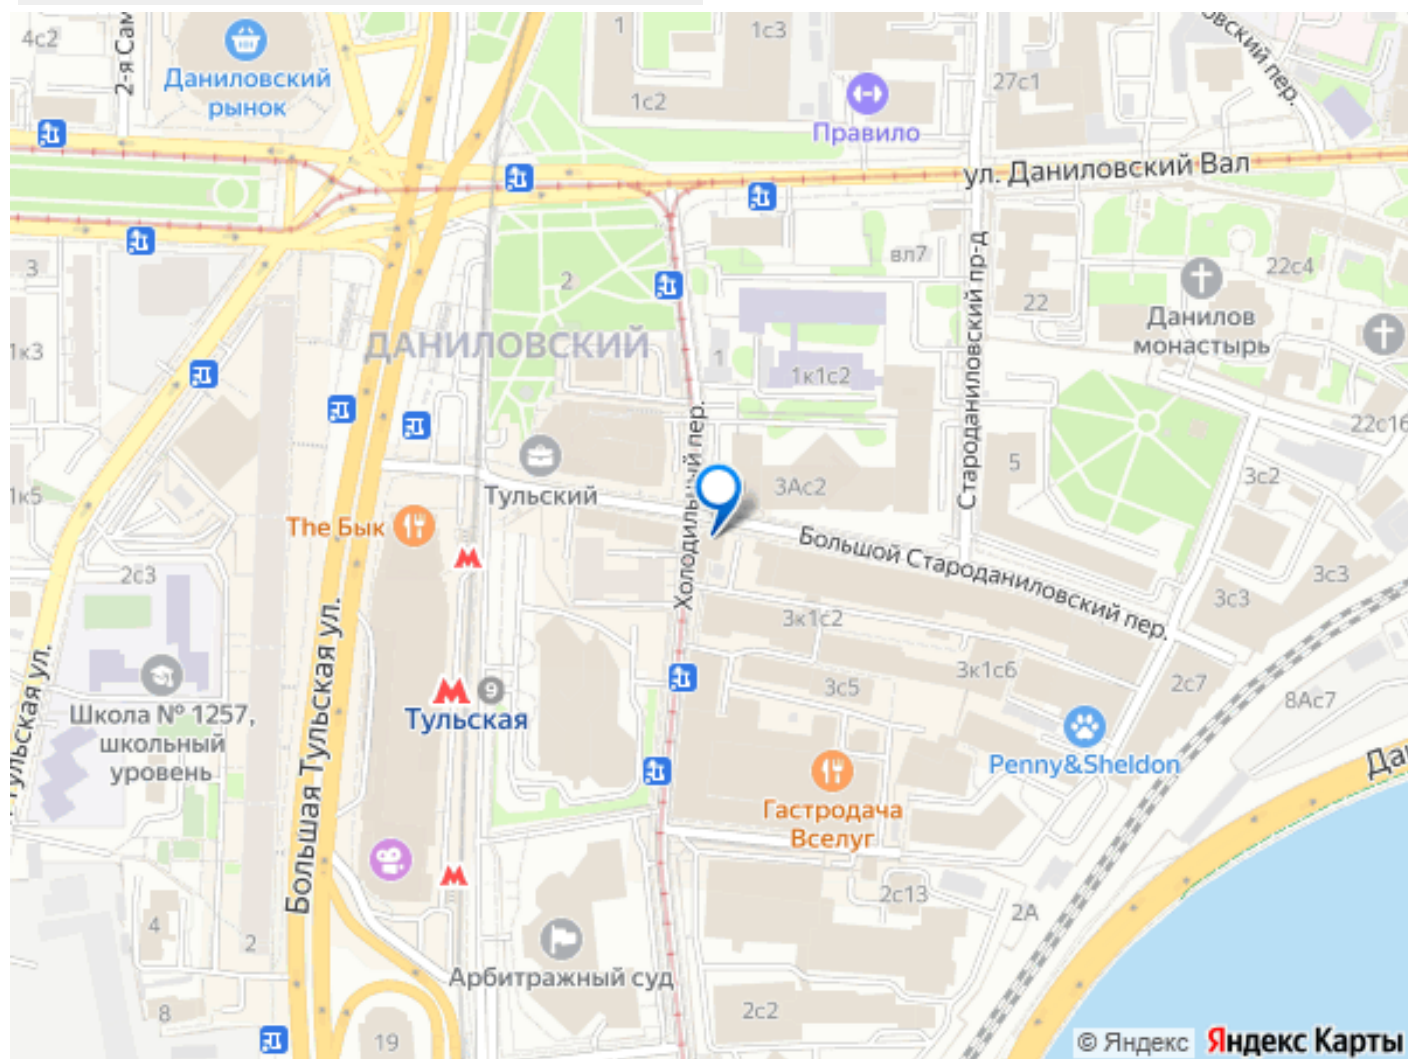 4с2
2-я Сам
Даниловский
рынок
1
1с3
1с2
Правило
27с1
овский пер.
ул. Даниловский Вал
3
2
вл7
Староданиловский пр-д
22
22с4
Данилов
монастырь
ДАНИЛОВСКИЙ
1к3
1
1к1с2
22с16
Холодильный пер.
Тульский
3Ас2
5
3с2
1к5
The Бык
Большой Староданиловский пер.
2с3
3с3
3с3
3к1с2
3к1с6
3с5
2с7
8Ас7
Тульская
9
Школа № 1257,
школьный
уровень
Тульская ул.
Большая Тульская ул.
Penny&Sheldon
Гастродача
Вселуг
2с13
2А
4
2
8
19
Арбитражный суд
2с2
© Яндекс
Яндекс Карты